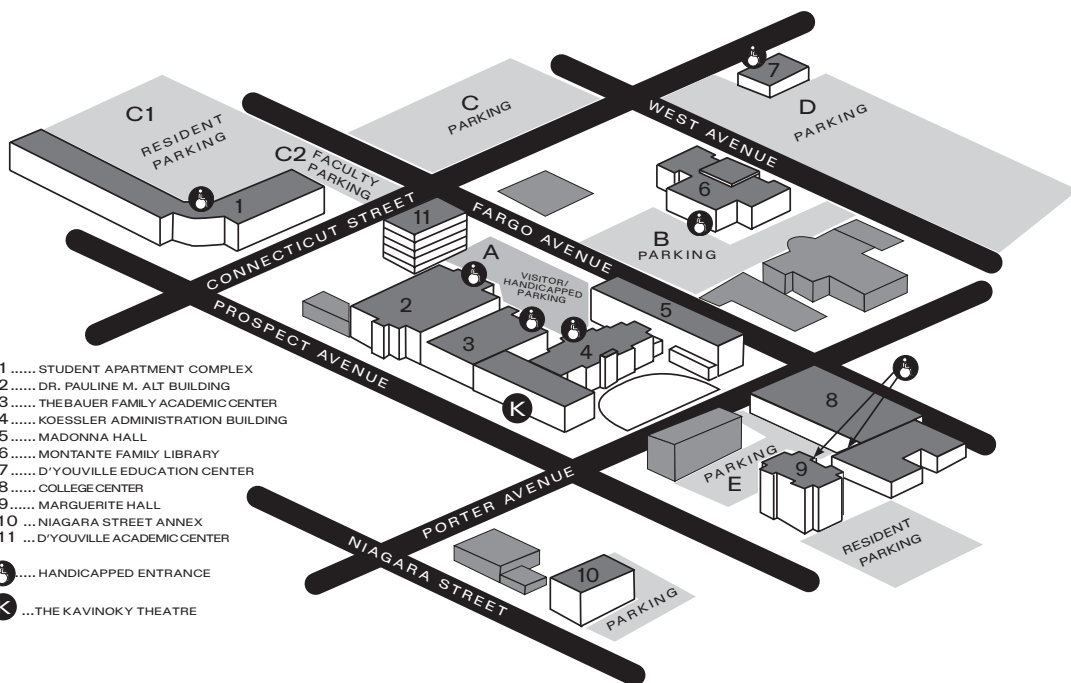 7
C1
C
PARKING
D
PARKING
RESIDENT
PARKING
WEST AVENUE
C2 FACULTY
PARKING
6
1
11
CONNECTICUT STREET
FARGO AVENUE
B
PARKING
A
VISITOR/
HANDICAPPED
PARKING
2
5
3
4
PROSPECT AVENUE
K
8
9
PARKING
E
PORTER AVENUE
RESIDENT
PARKING
NIAGARA STREET
10
PARKING
1 ...... STUDENT APARTMENT COMPLEX
2 ...... DR. PAULINE M. ALT BUILDING
3 ...... THE BAUER FAMILY ACADEMIC CENTER
4 ...... KOESSLER ADMINISTRATION BUILDING
5 ...... MADONNA HALL
6 ...... MONTANTE FAMILY LIBRARY
7 ...... D'YOUVILLE EDUCATION CENTER
8 ...... COLLEGE CENTER
9 ...... MARGUERITE HALL
10 ... NIAGARA STREET ANNEX
11 ... D'YOUVILLE ACADEMIC CENTER
..... HANDICAPPED ENTRANCE
K ... THE KAVINOKY THEATRE